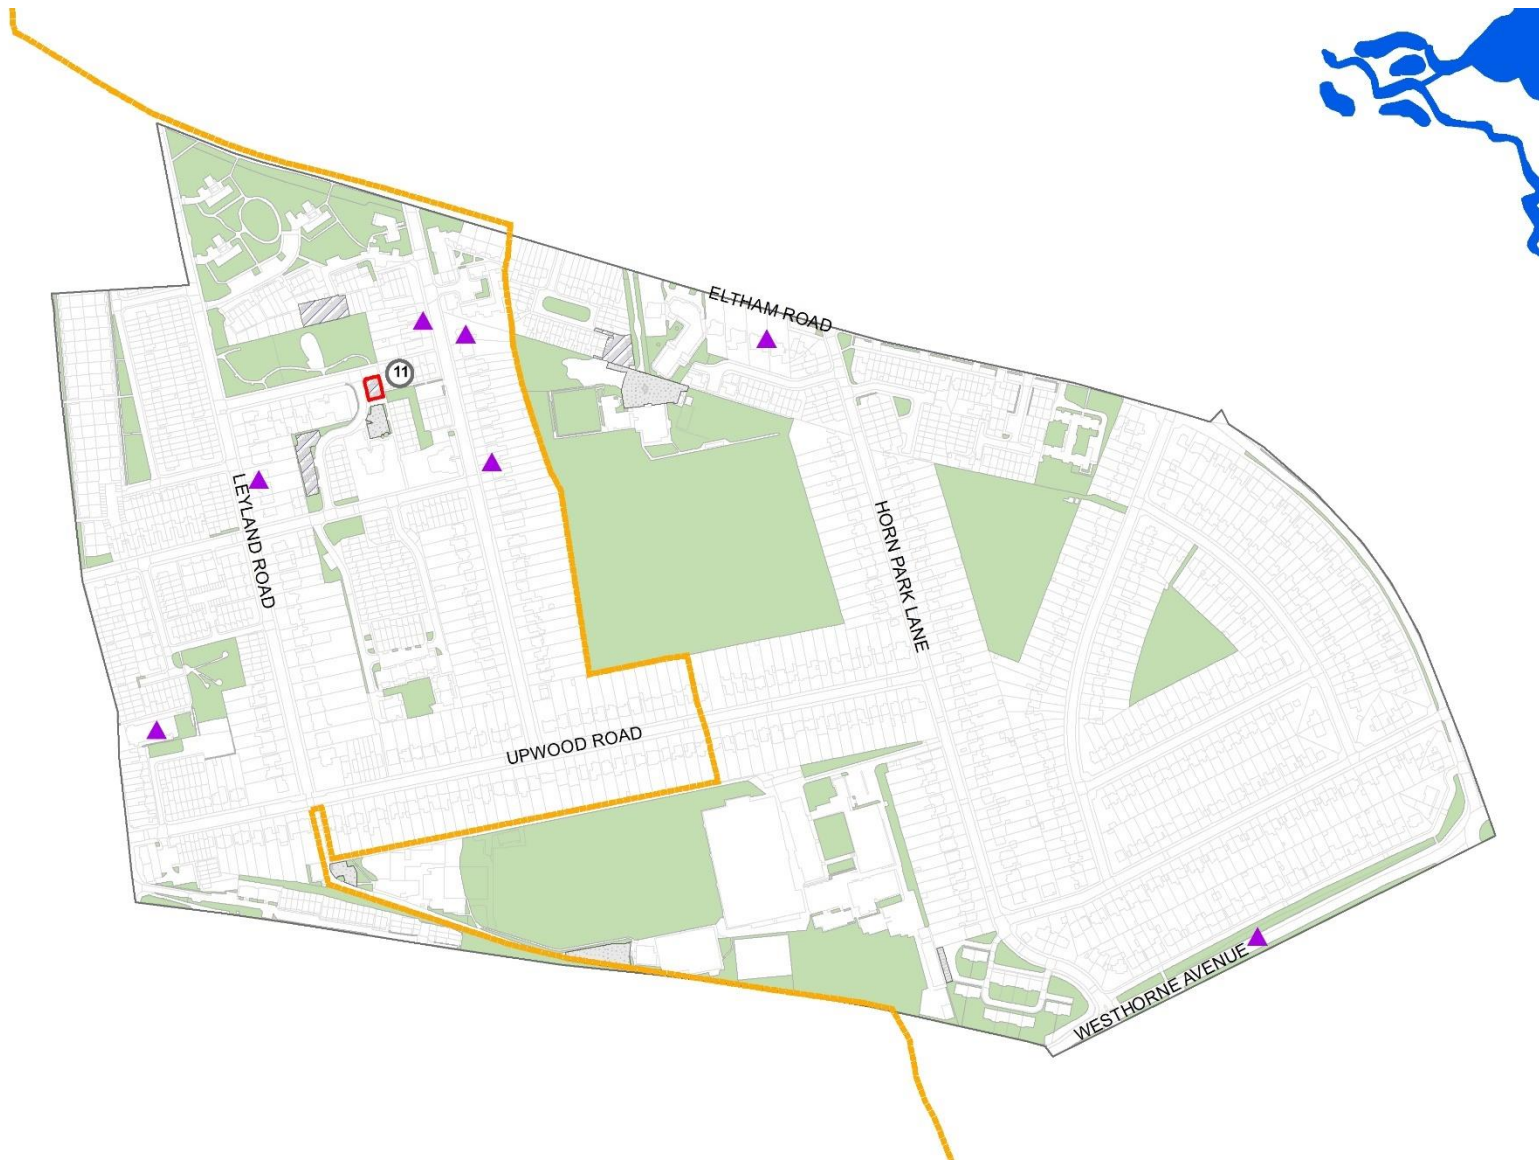 ELTHAM ROAD
11
LEYLAND ROAD
HORN PARK LANE
UPWOOD ROAD
WESTHORNE AVENUE